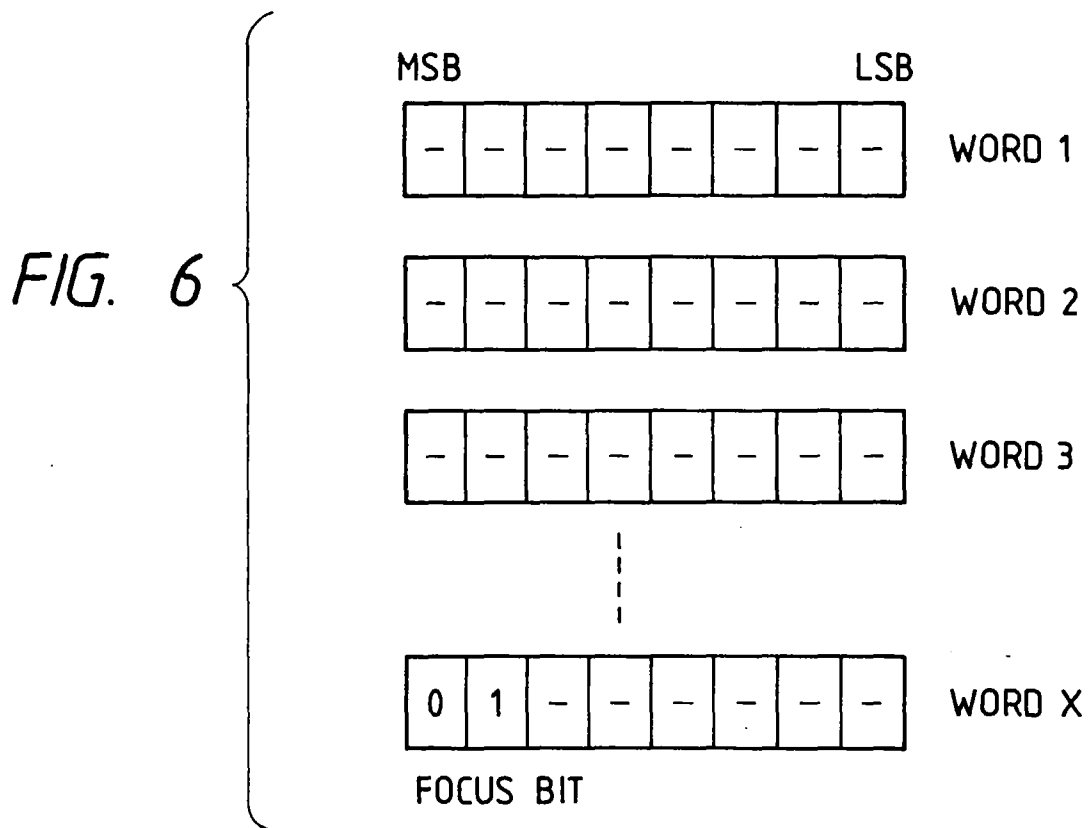 MSB LSB
- - - - - - - - WORD 1
FIG. 6
- - - - - - - - WORD 2
- - - - - - - - WORD 3
0 1 - - - - - - WORD X
FOCUS BIT